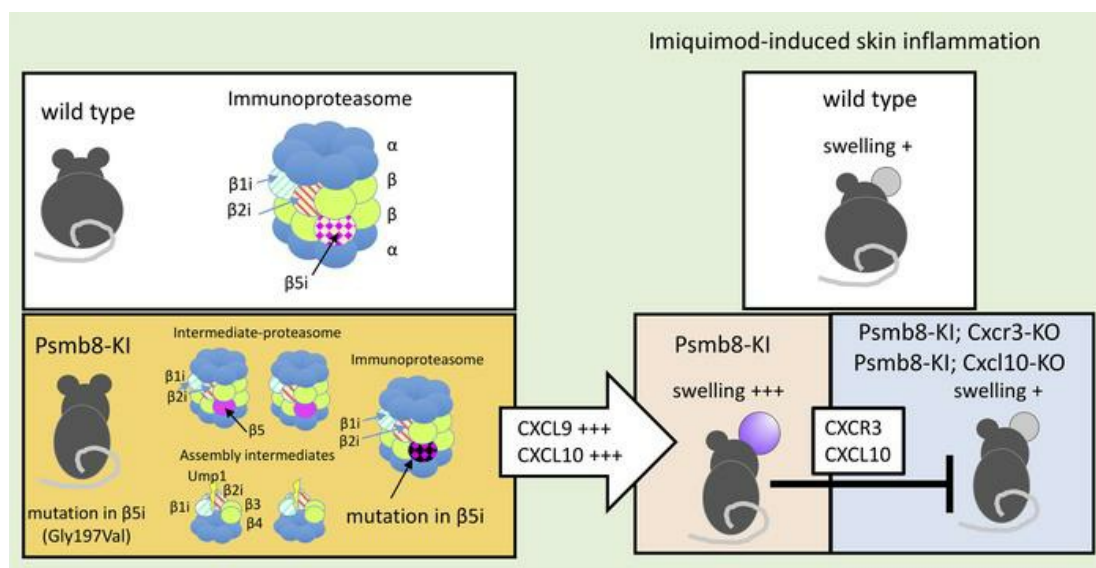 Imiquimod-induced skin inflammation
wild type
Immunoproteasome
α
β1i
β
β2i
β
α
β5i
wild type
swelling +
Psmb8-KI
Intermediate-proteasome
β1i
β2i
β5
Immunoproteasome
β1i
β2i
Assembly intermediates
Ump1
β2i
β1i
β3
β4
mutation in β5i
(Gly197Val)
mutation in β5i
CXCL9 +++
CXCL10 +++
Psmb8-KI
swelling +++
CXCR3
CXCL10
Psmb8-KI; Cxcr3-KO
Psmb8-KI; Cxcl10-KO
swelling +